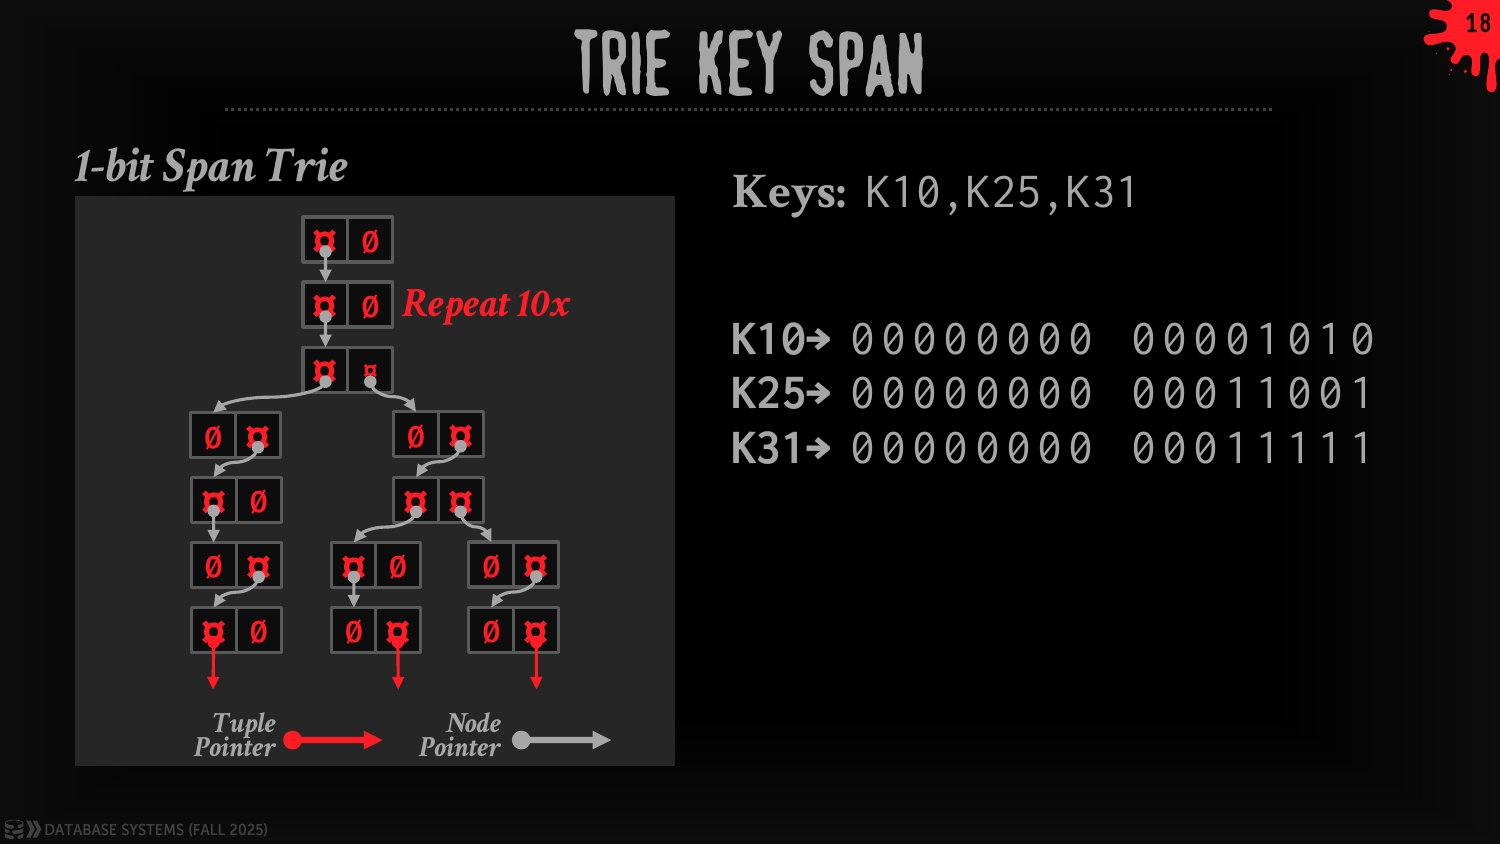 18
TRIE KEY SPAN
1-bit Span Trie
¤ Ø
¤ Ø Repeat 10x
¤ ¤
Ø ¤ Ø ¤
¤ Ø ¤ ¤
Ø ¤ ¤ Ø Ø ¤
¤ Ø Ø ¤ Ø ¤
Tuple
Pointer
Node
Pointer
Keys: K10,K25,K31
K10→ 00000000 00001010
K25→ 00000000 00011001
K31→ 00000000 00011111
DATABASE SYSTEMS (FALL 2025)